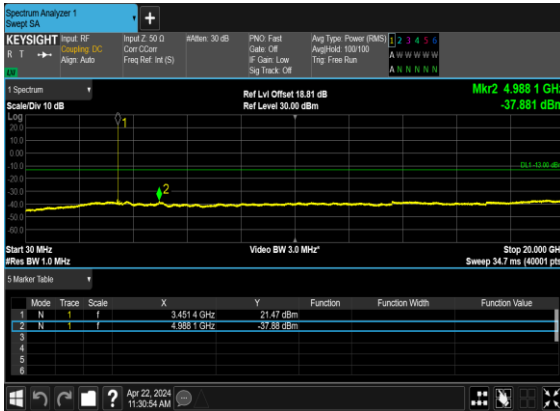 Spectrum Analyzer 1
Swept SA
+
KEYSIGHT
R T
Input: RF
Coupling: DC
Align: Auto
Input Z: 50 Ω
Corr CCorr
Freq Ref: Int (S)
#Atten: 30 dB
PNO: Fast
Gate: Off
IF Gain: Low
Sig Track: Off
Avg Type: Power (RMS)
Avg|Hold: 100/100
Trig: Free Run
1 2 3 4 5 6
A W W W W W
A N N N N N
1 Spectrum
Scale/Div 10 dB
Ref Lvl Offset 18.81 dB
Ref Level 30.00 dBm
Mkr2 4.988 1 GHz
-37.881 dBm
Log
20.0
10.0
0.00
-10.0
-20.0
-30.0
-40.0
-50.0
-60.0
1
2
DL1 -13.00 dBm
Start 30 MHz
#Res BW 1.0 MHz
Video BW 3.0 MHz*
Stop 20.000 GH
Sweep 34.7 ms (40001 pts
5 Marker Table
Mode Trace Scale X Y Function Function Width Function Value
1 N 1 f 3.451 4 GHz 21.47 dBm
2 N 1 f 4.988 1 GHz -37.88 dBm
3
4
5
6
?
Apr 22, 2024
11:30:54 AM